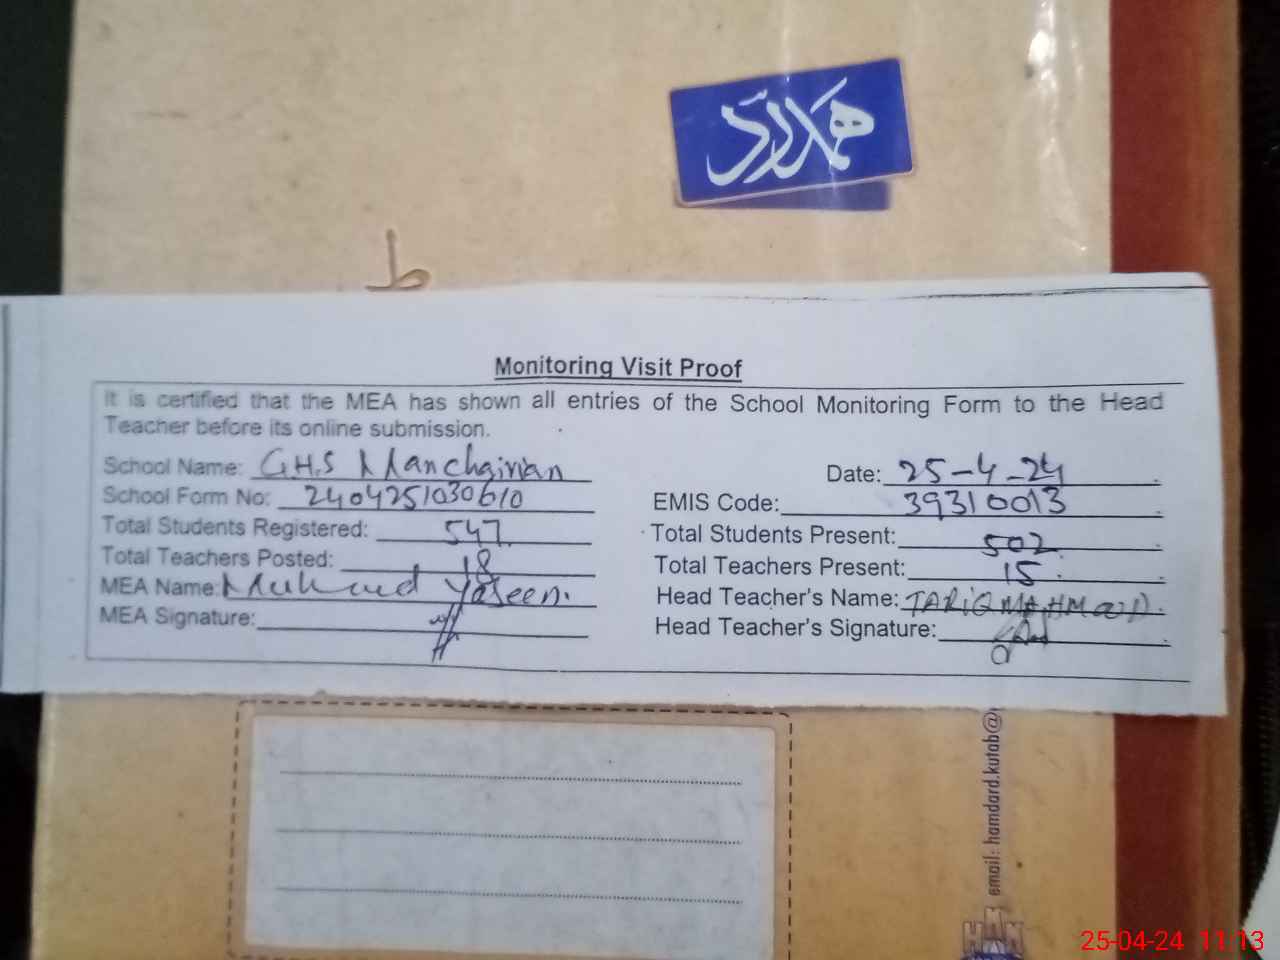 ہمدرد
ط
Monitoring Visit Proof
It is certified that the MEA has shown all entries of the School Monitoring Form to the Head
Teacher before its online submission.
School Name: G.H.S Manchairian Date: 25-4-24
School Form No: 2404251030610 EMIS Code: 39310013
Total Students Registered: 547 Total Students Present: 502
Total Teachers Posted: 18 Total Teachers Present: 15
MEA Name: Yaseen. Head Teacher's Name: TARIQ MAHMOOD.
MEA Signature: Head Teacher's Signature:
email: hamdard.kutab@
25-04-24 11:13